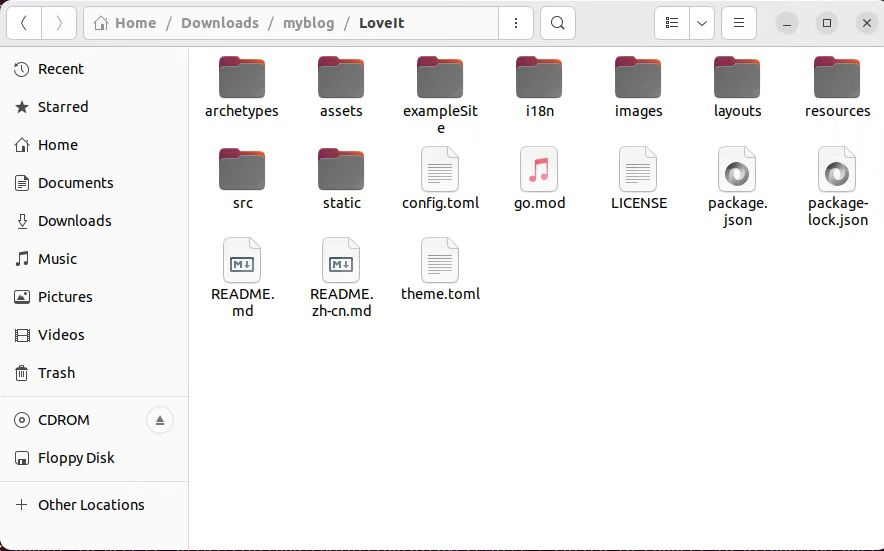 Home / Downloads / myblog / LoveIt
Recent
Starred
Home
Documents
Downloads
Music
Pictures
Videos
Trash
CDROM
Floppy Disk
Other Locations
archetypes
assets
exampleSit
e
i18n
images
layouts
resources
src
static
config.toml
go.mod
LICENSE
package.
json
package-
lock.json
M↓
README.
md
M↓
README.
zh-cn.md
theme.toml